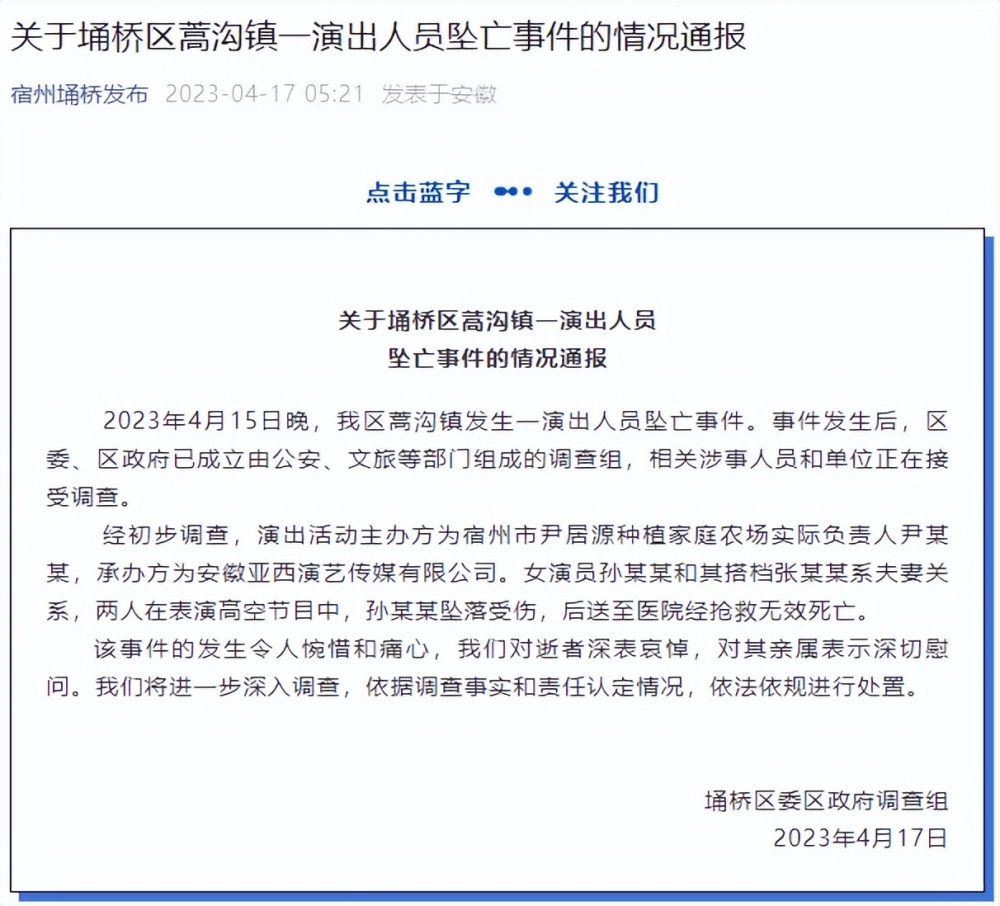 关于埇桥区蒿沟镇一演出人员坠亡事件的情况通报
宿州埇桥发布 2023-04-17 05:21 发表于安徽
点击蓝字 关注我们
关于埇桥区蒿沟镇一演出人员
坠亡事件的情况通报
2023年4月15日晚，我区蒿沟镇发生一演出人员坠亡事件。事件发生后，区
委、区政府已成立由公安、文旅等部门组成的调查组，相关涉事人员和单位正在接
受调查。
经初步调查，演出活动主办方为宿州市尹居源种植家庭农场实际负责人尹某
某，承办方为安徽亚西演艺传媒有限公司。女演员孙某某和其搭档张某某系夫妻关
系，两人在表演高空节目中，孙某某坠落受伤，后送至医院经抢救无效死亡。
该事件的发生令人惋惜和痛心，我们对逝者深表哀悼，对其亲属表示深切慰
问。我们将进一步深入调查，依据调查事实和责任认定情况，依法依规进行处置。
埇桥区委区政府调查组
2023年4月17日